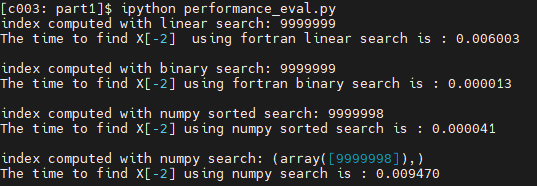 [c003: part1]$ ipython performance_eval.py
index computed with linear search: 9999999
The time to find X[-2]  using fortran linear search is : 0.006003

index computed with binary search: 9999999
The time to find X[-2] using fortran binary search is : 0.000013

index computed with numpy sorted search: 9999998
The time to find X[-2] using numpy sorted search is : 0.000041

index computed with numpy search: (array([9999998]),)
The time to find X[-2] using numpy search is : 0.009470